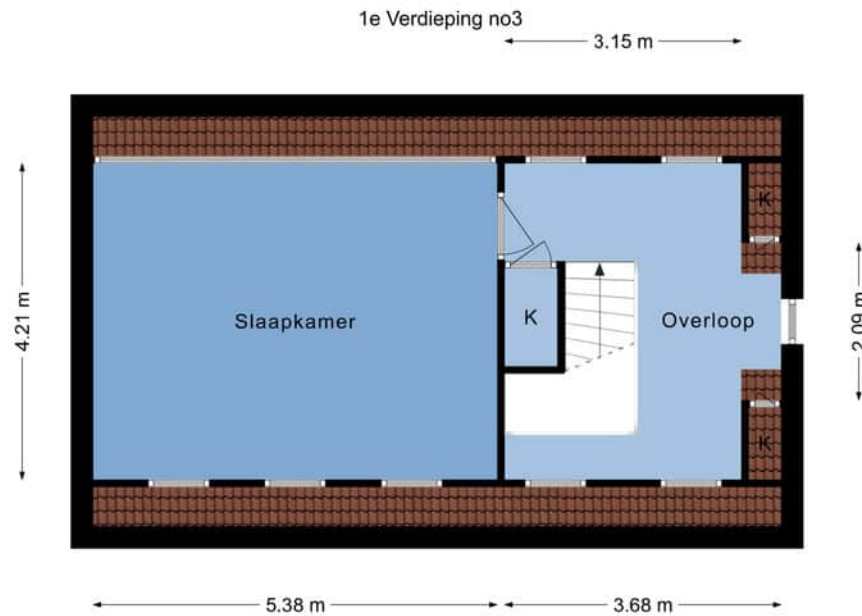 1e Verdieping no3
3.15 m
K
4.21 m
Slaapkamer
K
Overloop
2.09 m
K
5.38 m
3.68 m